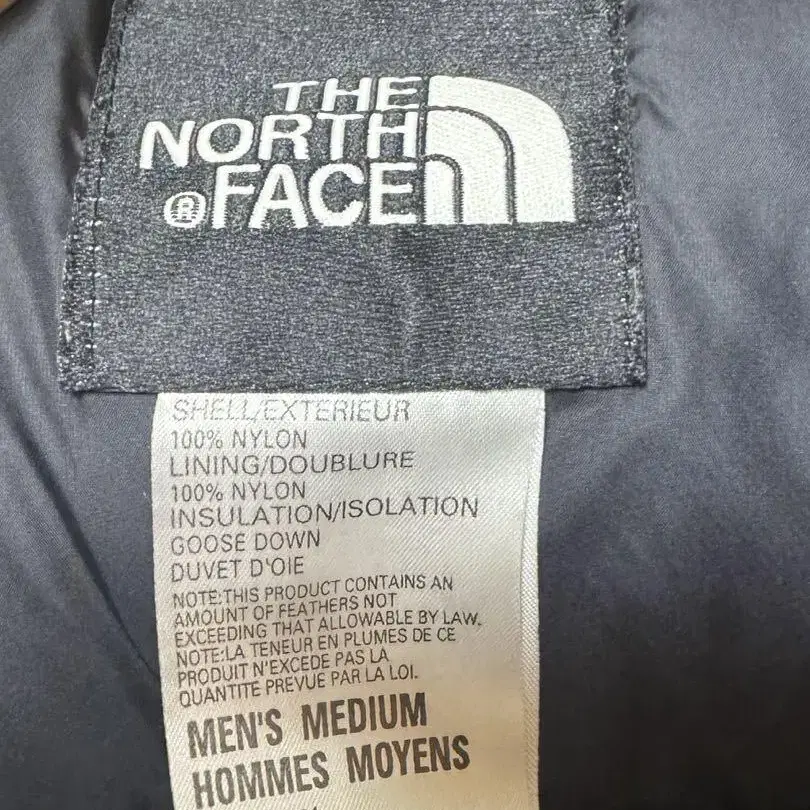 THE
NORTH
® FACE
SHELL/EXTERIEUR
100% NYLON
LINING/DOUBLURE
100% NYLON
INSULATION/ISOLATION
GOOSE DOWN
DUVET D'OIE
NOTE:THIS PRODUCT CONTAINS AN
AMOUNT OF FEATHERS NOT
EXCEEDING THAT ALLOWABLE BY LAW.
NOTE:LA TENEUR EN PLUMES DE CE
PRODUIT N'EXCEDE PAS LA
QUANTITE PREVUE PAR LA LOI.
MEN'S MEDIUM
HOMMES MOYENS